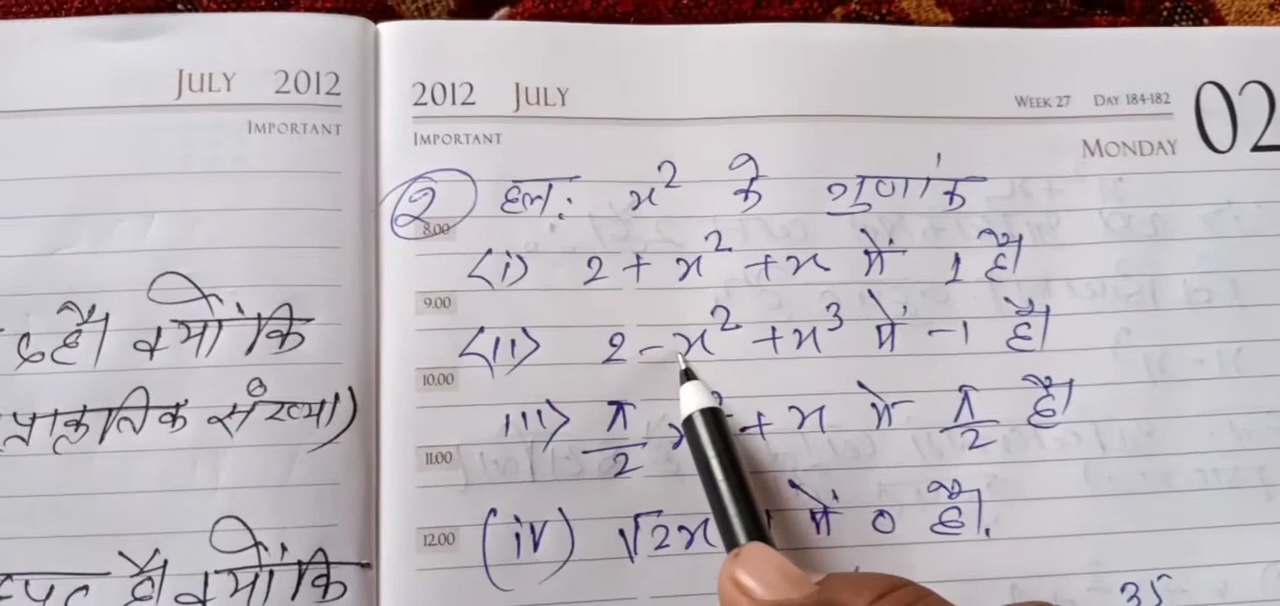 JULY 2012
IMPORTANT
है। क्योंकि
प्राकृतिक संख्या)
है। क्योंकि
2012 JULY
WEEK 27 DAY 184-182
02
IMPORTANT
MONDAY
② हल: x² के गुणांक
8.00
(i) 2 + x² + x में 1 है।
9.00
(ii) 2 - x² + x³ में -1 है।
10.00
iii) π/2 + x में π/2 है।
11.00
(iv) √2x में 0 है।
12.00
35